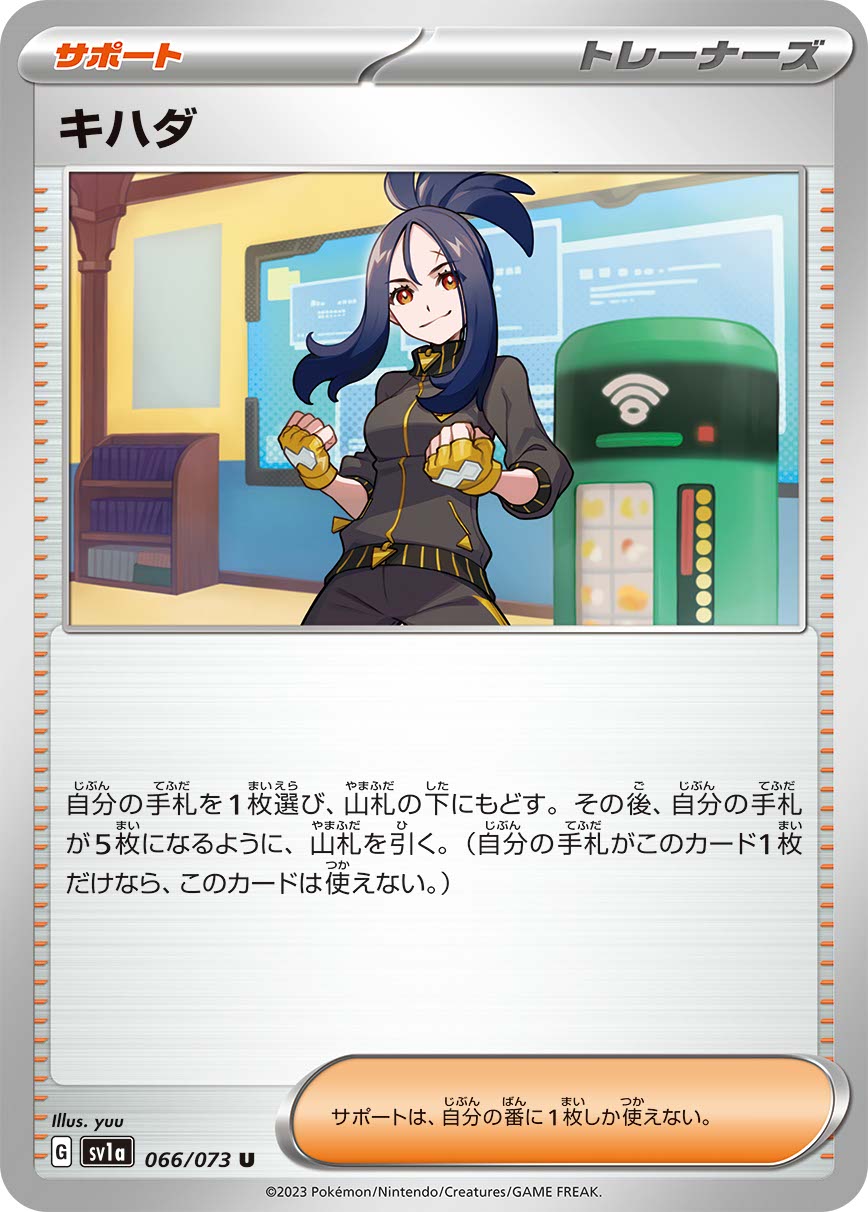 サポート トレーナーズ
キハダ
自分の手札を1枚選び、山札の下にもどす。その後、自分の手札
が5枚になるように、山札を引く。（自分の手札がこのカード1枚
だけなら、このカードは使えない。）
サポートは、自分の番に1枚しか使えない。
Illus. yuu
G sv1a 066/073 U
©2023 Pokémon/Nintendo/Creatures/GAME FREAK.